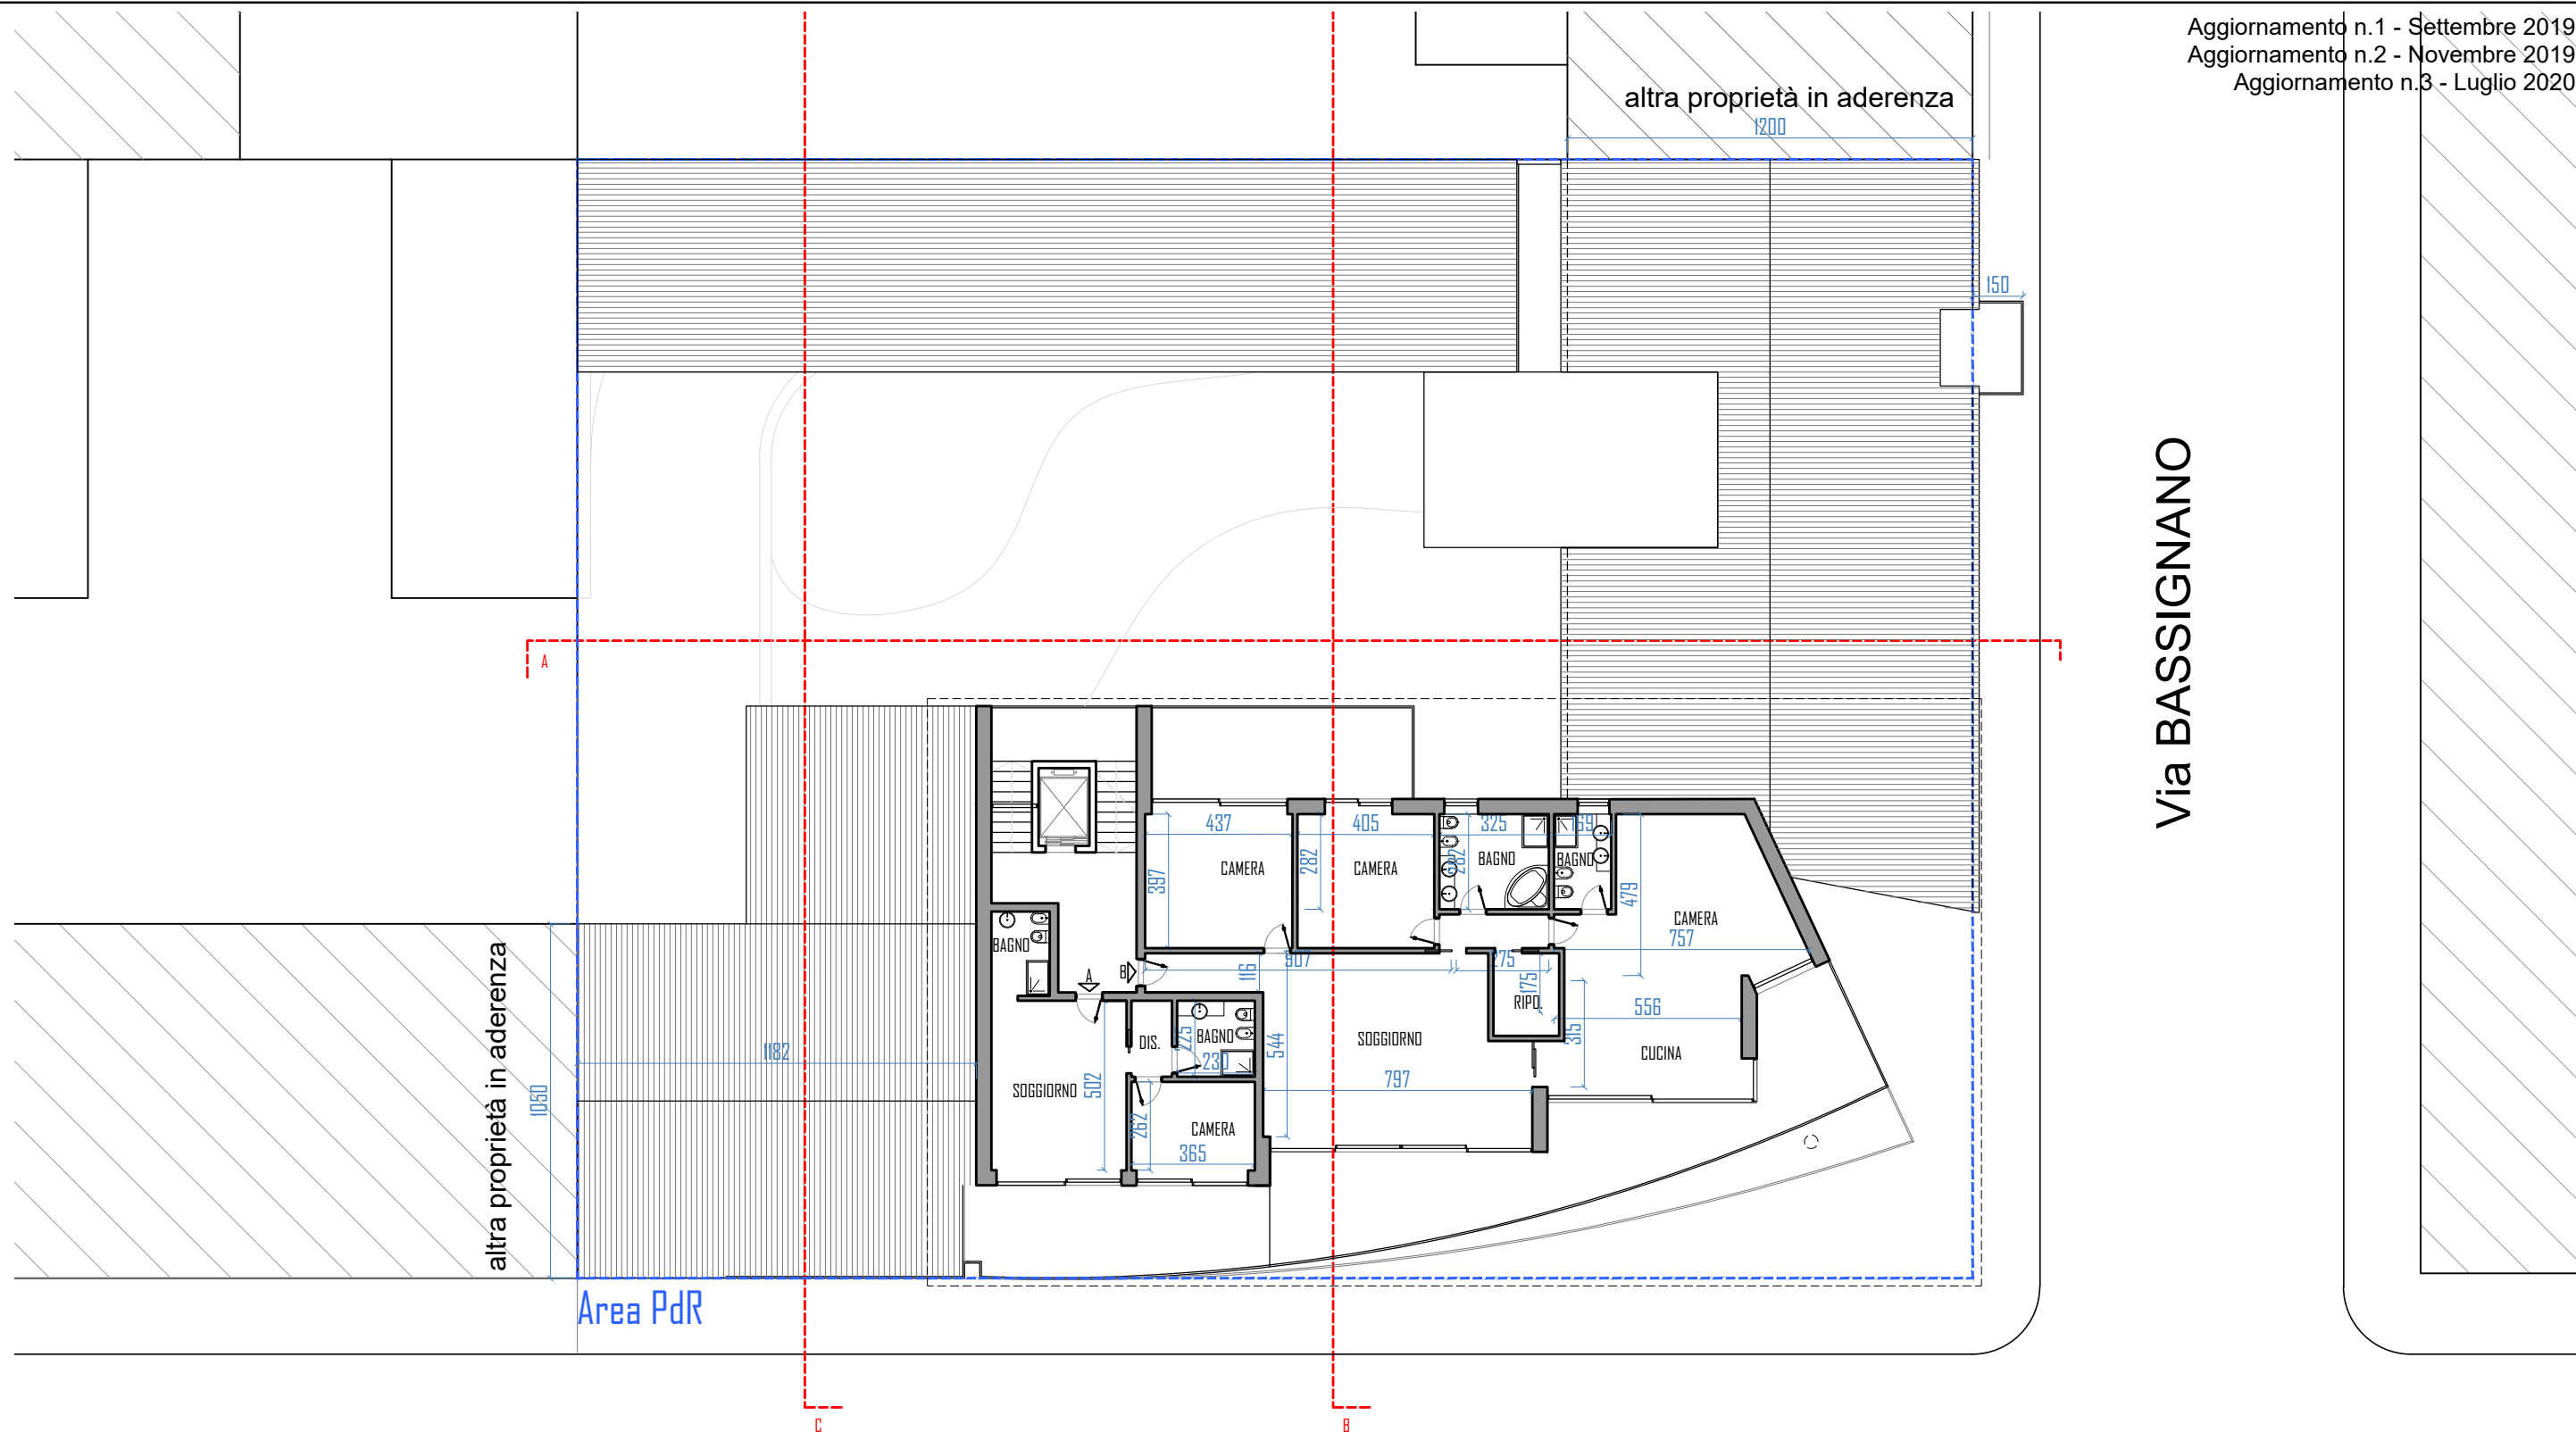 Aggiornamento n.1 - Settembre 2019
Aggiornamento n.2 - Novembre 2019
Aggiornamento n.3 - Luglio 2020
altra proprietà in aderenza
1200
150
Via BASSIGNANO
A
437
405
325
169
282
282
397
CAMERA
CAMERA
BAGNO
BAGNO
479
CAMERA
757
BAGNO
A
B
116
907
275
175
RIPO.
556
315
CUCINA
DIS.
225
BAGNO
230
544
SOGGIORNO
797
SOGGIORNO
502
262
CAMERA
365
1182
1050
altra proprietà in aderenza
Area PdR
C
B